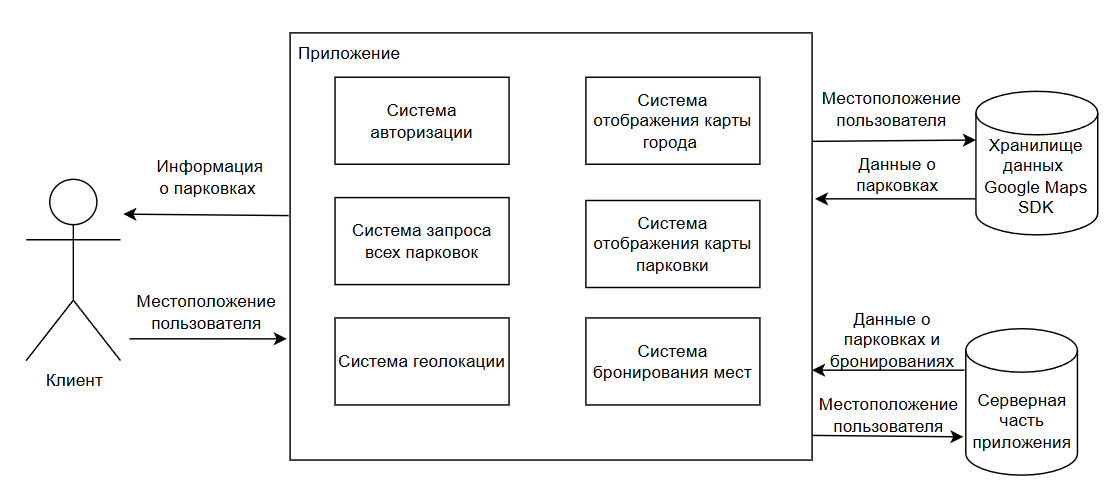 Приложение
Система
авторизации
Система
отображения карты
города
Местоположение
пользователя
Хранилище
данных
Google Maps
SDK
Данные о
парковках
Информация
о парковках
Система запроса
всех парковок
Система
отображения карты
парковки
Местоположение
пользователя
Клиент
Система геолокации
Система
бронирования мест
Данные о
парковках и
бронированиях
Местоположение
пользователя
Серверная
часть
приложения